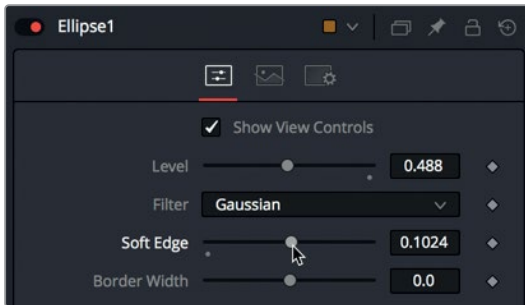 Ellipse1
Show View Controls
Level 0.488
Filter Gaussian
Soft Edge 0.1024
Border Width 0.0